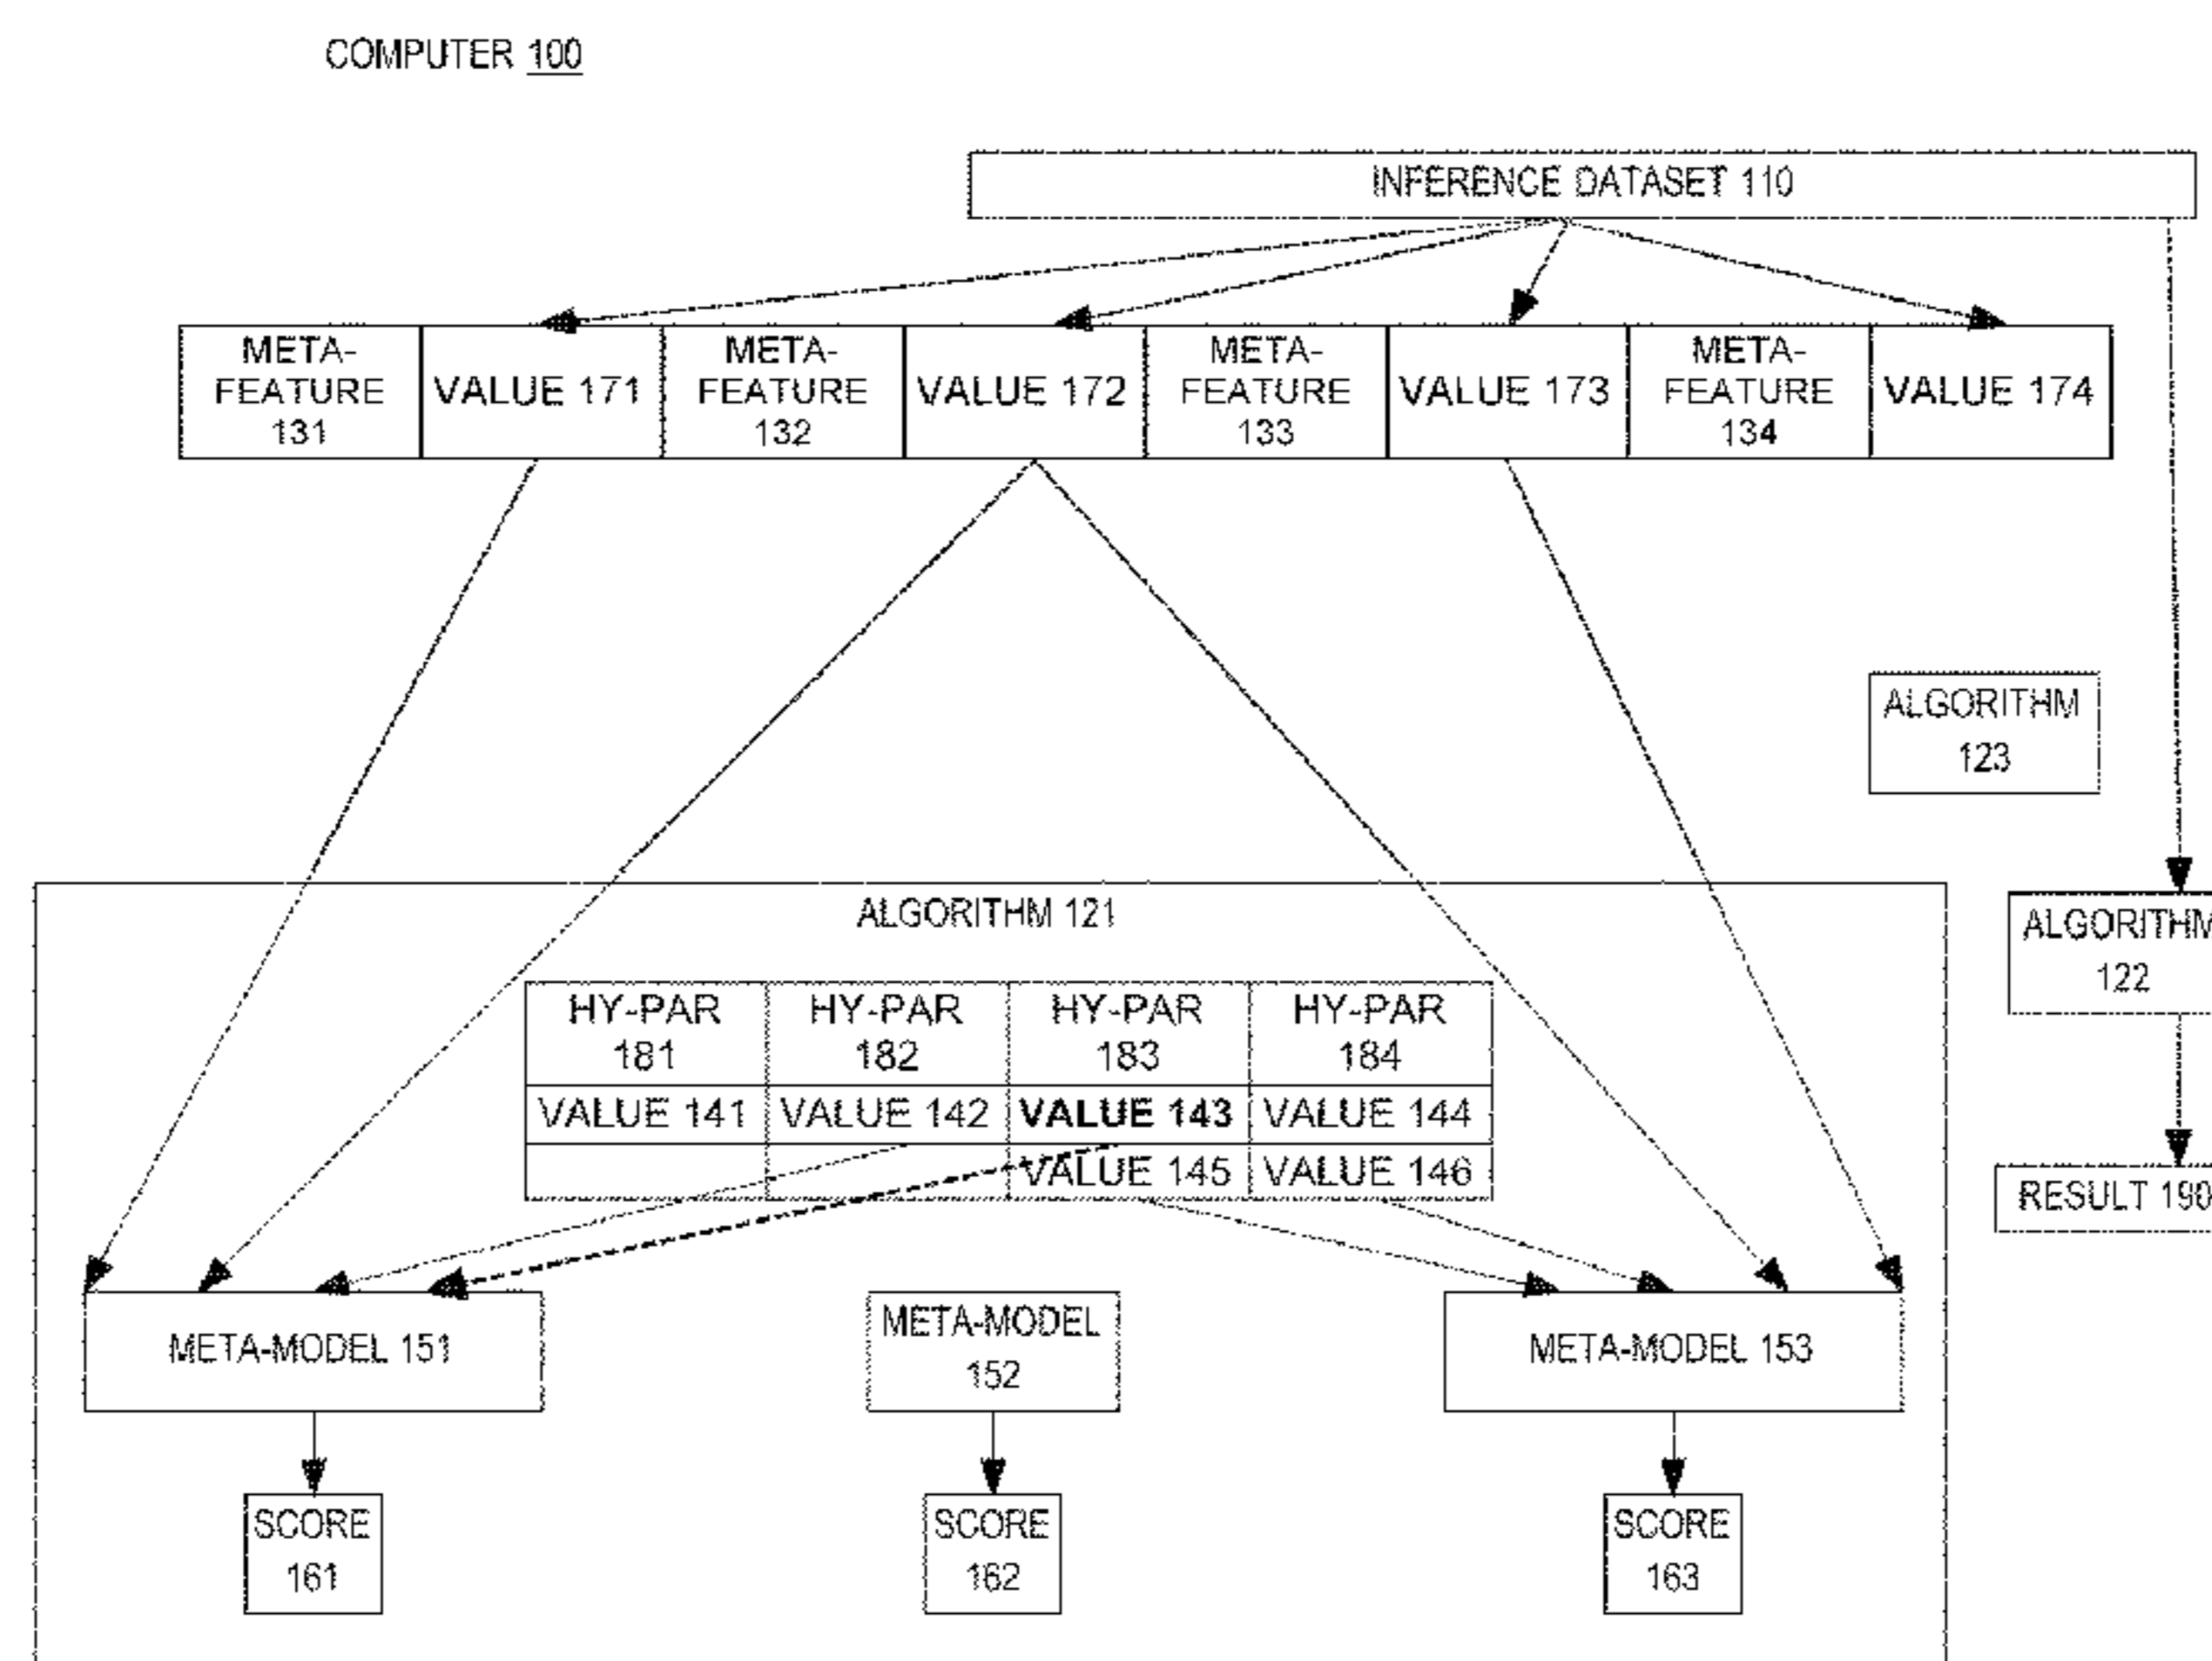 COMPUTER 100
INFERENCE DATASET 110
META-
FEATURE
131
VALUE 171
META-
FEATURE
132
VALUE 172
META-
FEATURE
133
VALUE 173
META-
FEATURE
134
VALUE 174
ALGORITHM
123
ALGORITHM 121
ALGORITHM
122
HY-PAR
181
HY-PAR
182
HY-PAR
183
HY-PAR
184
VALUE 141
VALUE 142
VALUE 143
VALUE 144
VALUE 145
VALUE 146
RESULT 190
META-MODEL 151
META-MODEL
152
META-MODEL 153
SCORE
161
SCORE
162
SCORE
163